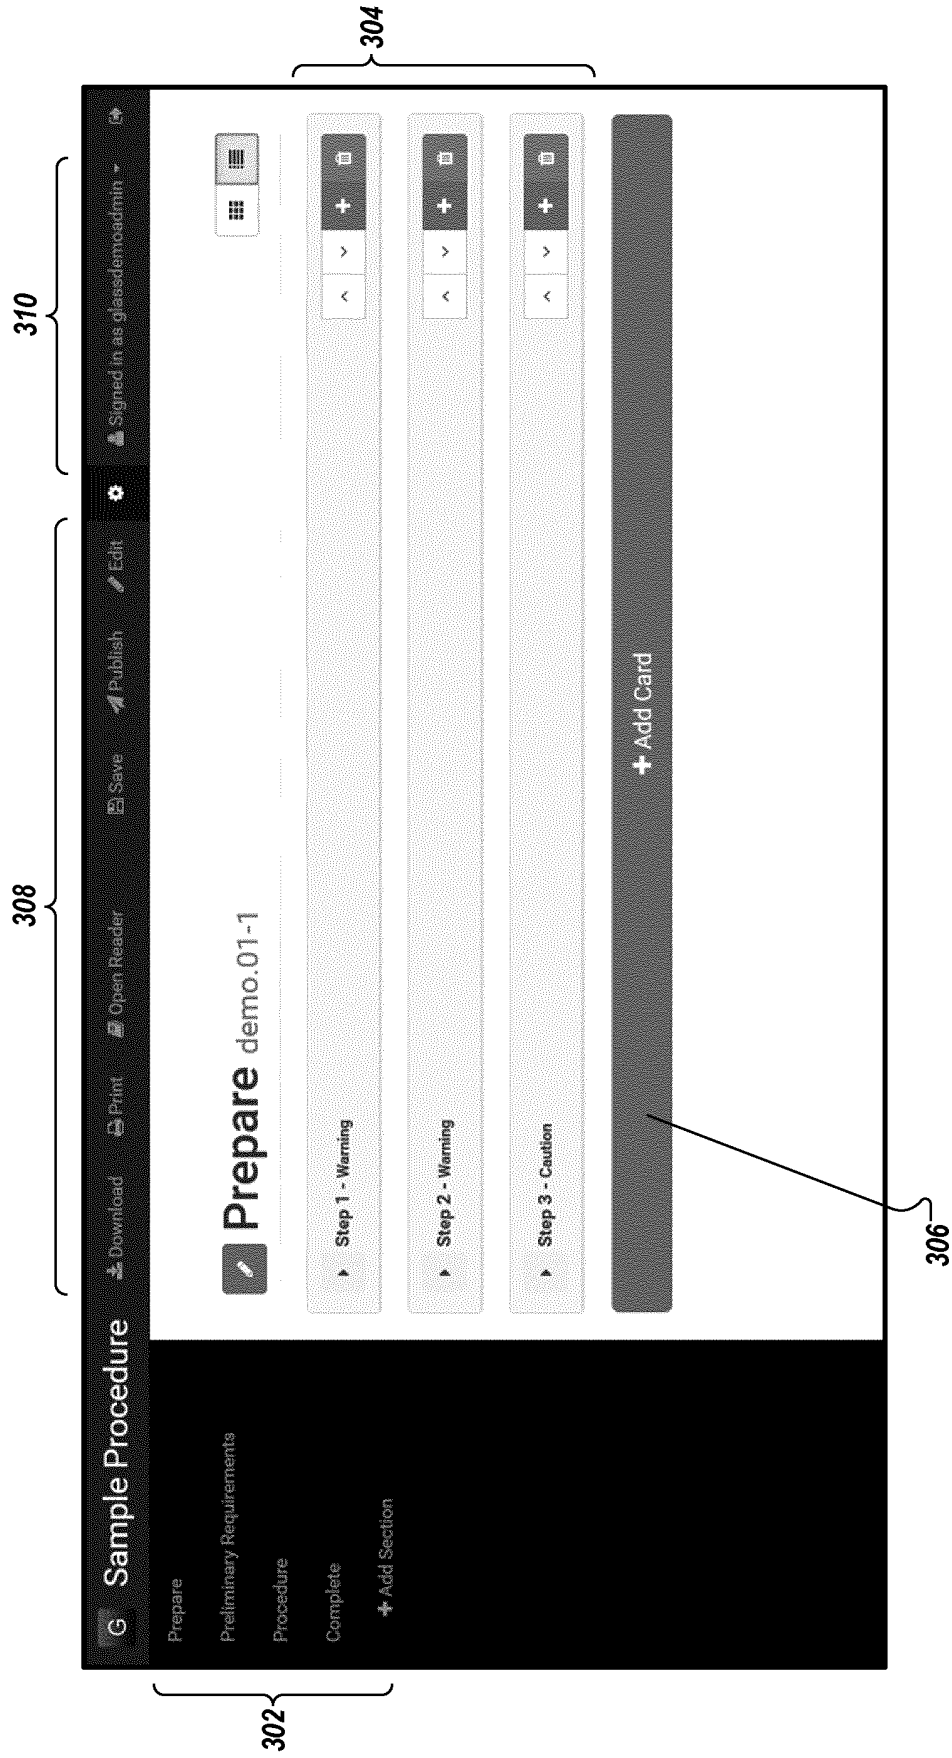 308
310
G Sample Procedure Download Print Open Reader Save Publish Edit Signed in as glassdemoadmin
302
Prepare
Preliminary Requirements
Procedure
Complete
+ Add Section
Prepare demo.01-1
304
Step 1 - Warning
Step 2 - Warning
Step 3 - Caution
+ Add Card
306